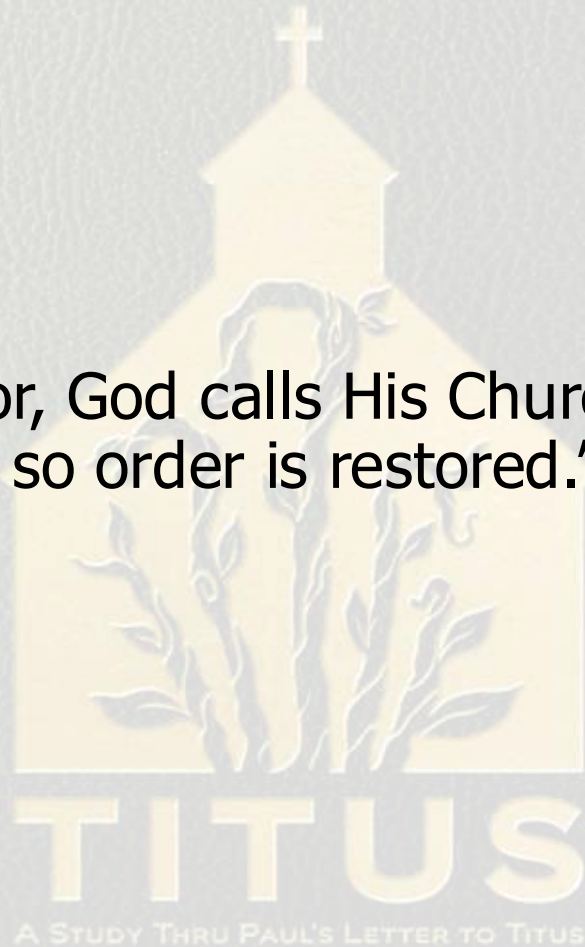 or, God calls His Churc
so order is restored.”
TITUS
A STUDY THRU PAUL'S LETTER TO TITUS